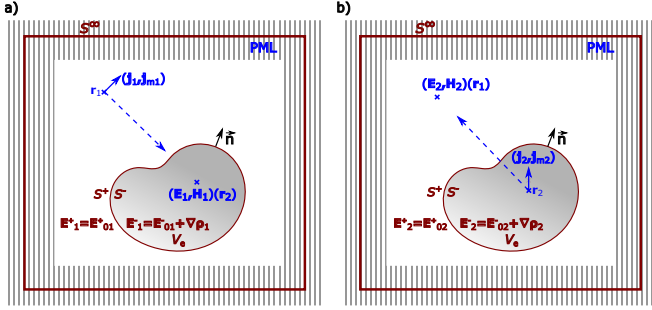 a)
S∞
PML
(j1,jm1)
r1
n
S+ S-
(E1,H1)(r2)
E+1=E+01 E-1=E-01+∇ρ1
Ve
b)
S∞
PML
(E2,H2)(r1)
n
(j2,jm2)
S+ S-
r2
E+2=E+02 E-2=E-02+∇ρ2
Ve